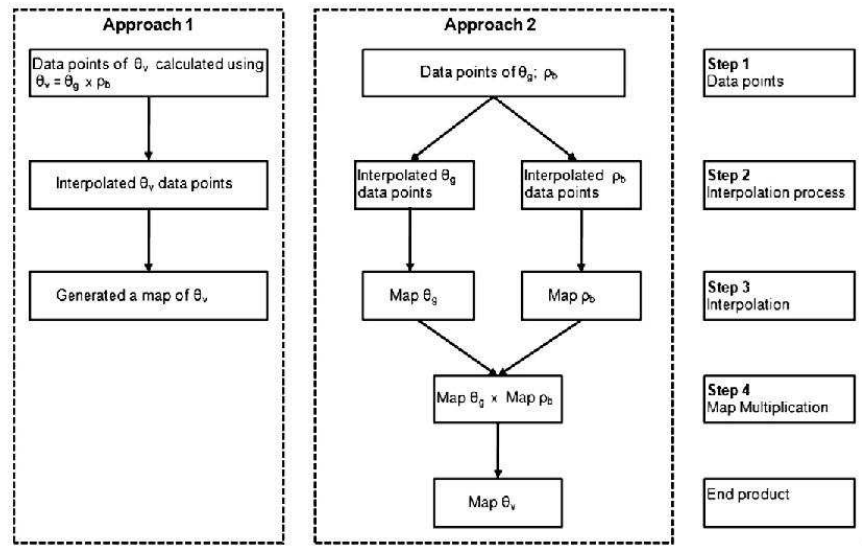 Approach 1
Data points of θᵥ calculated using
θᵥ = θg x ρb
Interpolated θᵥ data points
Generated a map of θᵥ
Approach 2
Data points of θg; ρb
Interpolated θg
data points
Interpolated ρb
data points
Map θg
Map ρb
Map θg x Map ρb
Map θᵥ
Step 1
Data points
Step 2
Interpolation process
Step 3
Interpolation
Step 4
Map Multiplication
End product